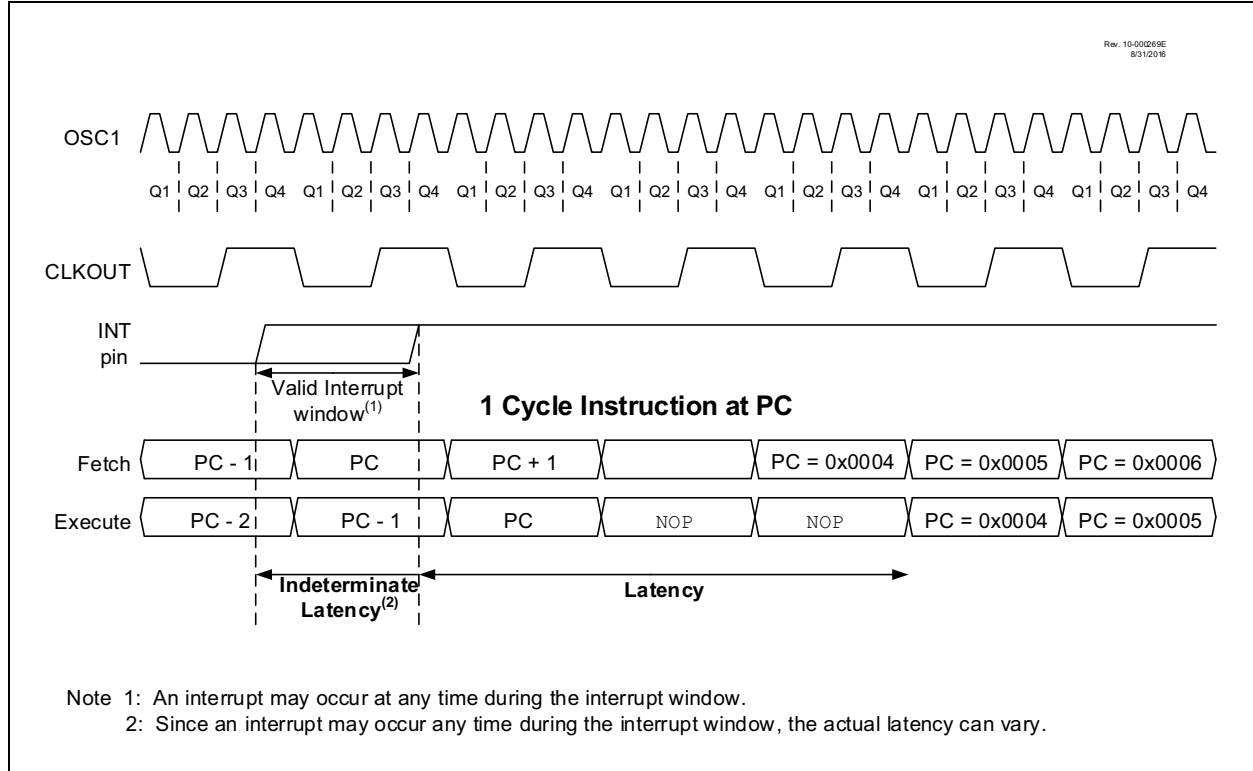 Rev. 10-000269E
8/31/2016
OSC1
Q1 Q2 Q3 Q4 Q1 Q2 Q3 Q4 Q1 Q2 Q3 Q4 Q1 Q2 Q3 Q4 Q1 Q2 Q3 Q4 Q1 Q2 Q3 Q4 Q1 Q2 Q3 Q4
CLKOUT
INT
pin
Valid Interrupt
window(1)
1 Cycle Instruction at PC
Fetch PC - 1 PC PC + 1 PC = 0x0004 PC = 0x0005 PC = 0x0006
Execute PC - 2 PC - 1 PC NOP NOP PC = 0x0004 PC = 0x0005
Indeterminate
Latency(2)
Latency
Note 1: An interrupt may occur at any time during the interrupt window.
2: Since an interrupt may occur any time during the interrupt window, the actual latency can vary.